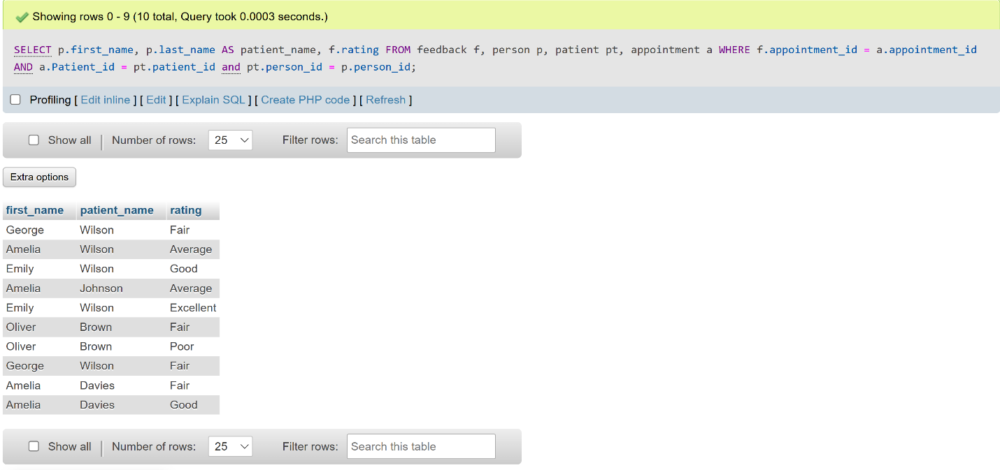 Showing rows 0 - 9 (10 total, Query took 0.0003 seconds.)
SELECT p.first_name, p.last_name AS patient_name, f.rating FROM feedback f, person p, patient pt, appointment a WHERE f.appointment_id = a.appointment_id
AND a.Patient_id = pt.patient_id and pt.person_id = p.person_id;
Profiling [ Edit inline ] [ Edit ] [ Explain SQL ] [ Create PHP code ] [ Refresh ]
Show all | Number of rows: 25 Filter rows: Search this table
Extra options
first_name patient_name rating
George Wilson Fair
Amelia Wilson Average
Emily Wilson Good
Amelia Johnson Average
Emily Wilson Excellent
Oliver Brown Fair
Oliver Brown Poor
George Wilson Fair
Amelia Davies Fair
Amelia Davies Good
Show all | Number of rows: 25 Filter rows: Search this table